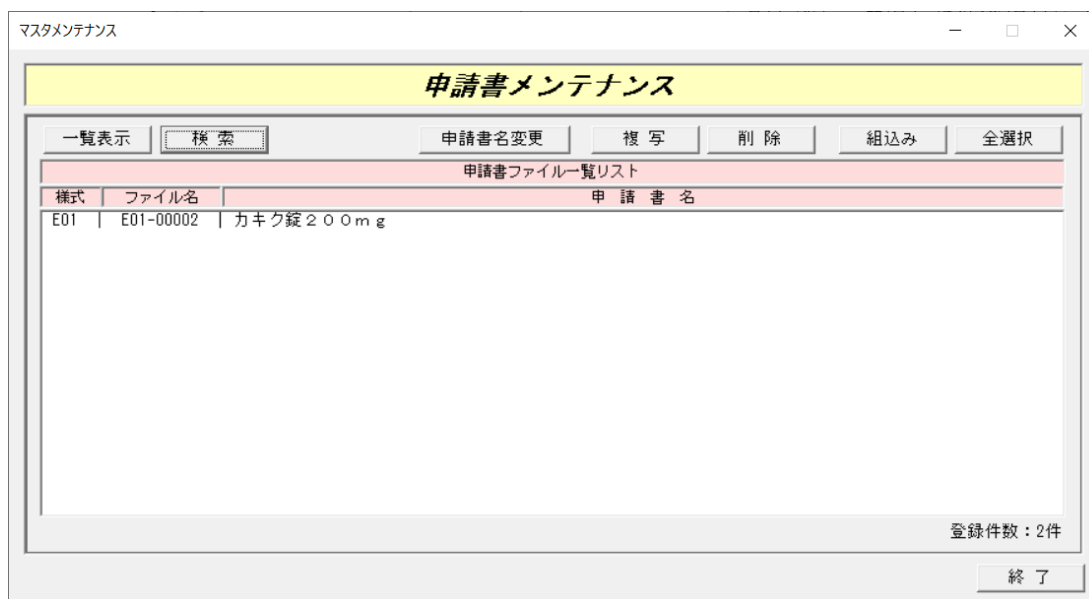 マスタメンテナンス
申請書メンテナンス
一覧表示 検 索 申請書名変更 複 写 削 除 組込み 全選択
申請書ファイル一覧リスト
様式 ファイル名 申 請 書 名
E01 | E01-00002 | カキク錠２００ｍｇ
登録件数：2件
終 了